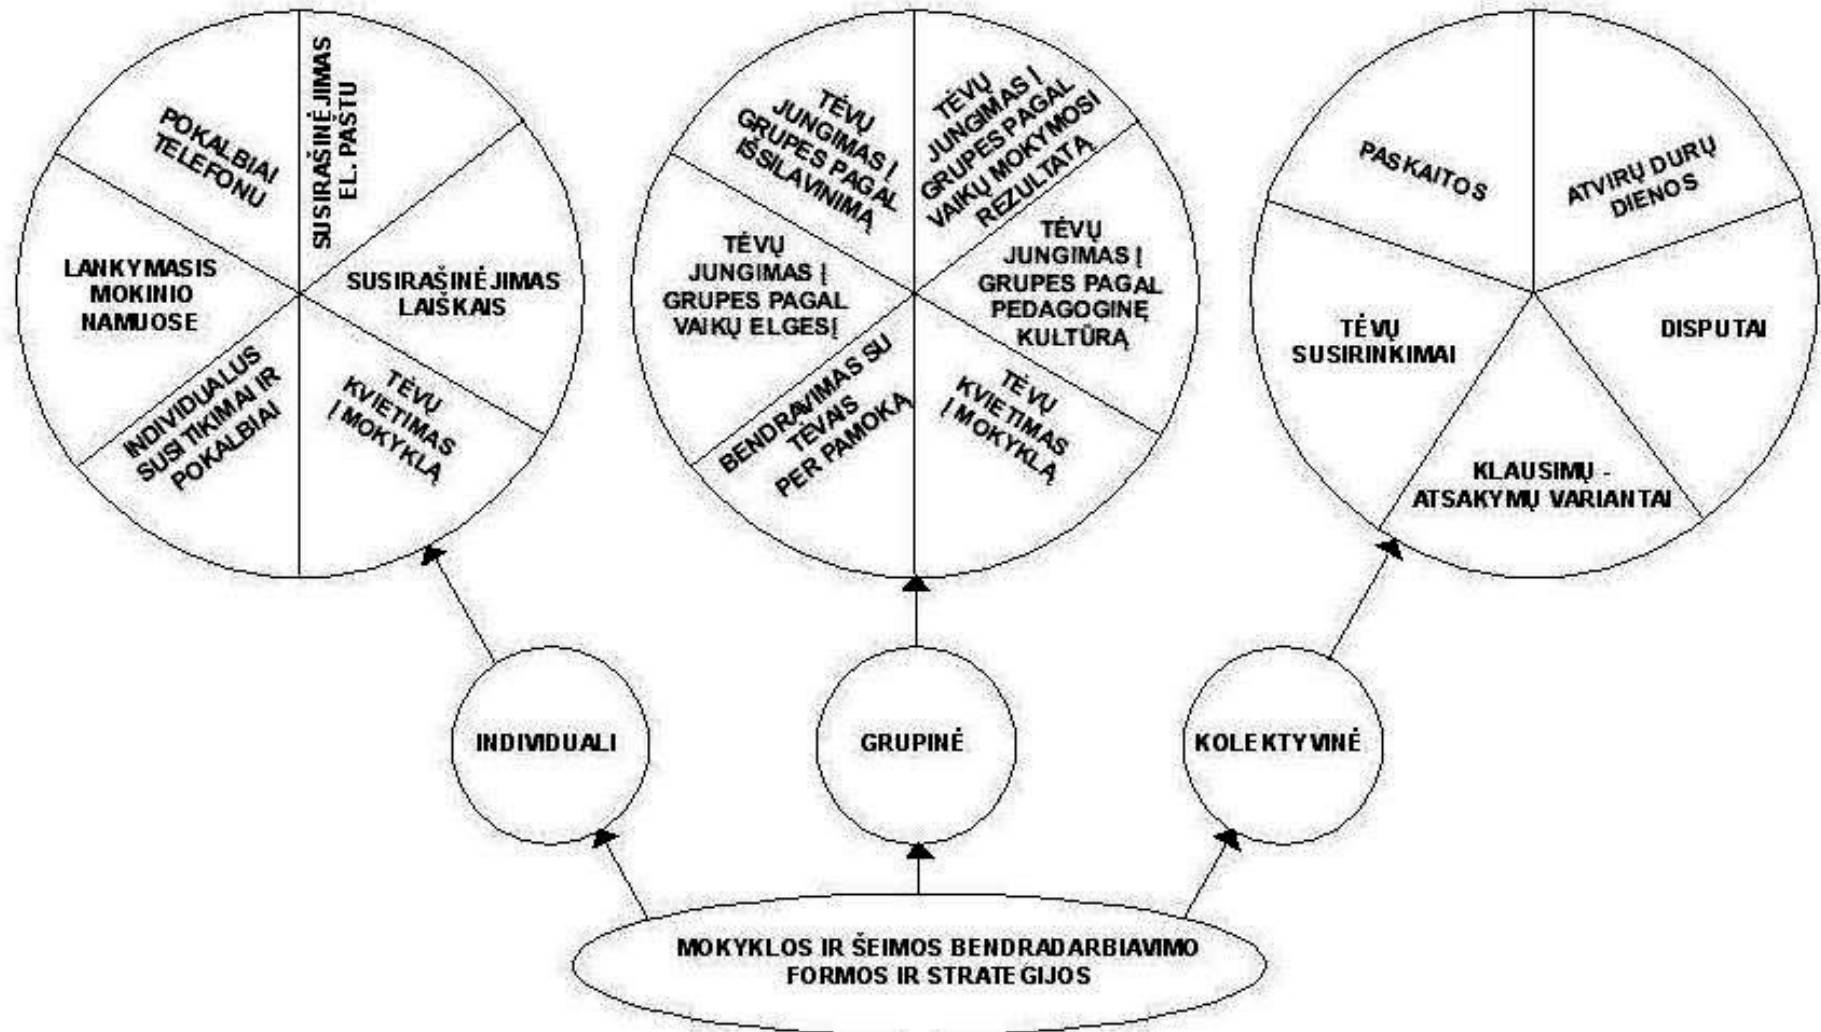 SUSIRAŠINĖJIMAS
EL. PAŠTU
POKALBIAI
TELEFONU
LANKYMASIS
MOKINIO
NAMUOSE
SUSIRAŠINĖJIMAS
LAIŠKAIS
INDIVIDUALUS
SUSITIKIMAI IR
POKALBIAI
TĖVŲ
KVIETIMAS
Į MOKYKLĄ
TĖVŲ
JUNGIMAS Į
GRUPES PAGAL
IŠSILAVINIMĄ
TĖVŲ
JUNGIMAS Į
GRUPES PAGAL
VAIKŲ MOKYMOSI
REZULTATĄ
TĖVŲ
JUNGIMAS Į
GRUPES PAGAL
VAIKŲ ELGESĮ
TĖVŲ
JUNGIMAS Į
GRUPES PAGAL
PEDAGOGINĘ
KULTŪRĄ
BENDRAVIMAS SU
TĖVAIS
PER PAMOKĄ
TĖVŲ
KVIETIMAS
Į MOKYKLĄ
PASKAITOS
ATVIRŲ DURŲ
DIENOS
TĖVŲ
SUSIRINKIMAI
DISPUTAI
KLAUSIMŲ -
ATSAKYMŲ VARIANTAI
INDIVIDUALI
GRUPINĖ
KOLEKTYVINĖ
MOKYKLOS IR ŠEIMOS BENDRADARBIAVIMO
FORMOS IR STRATEGIJOS